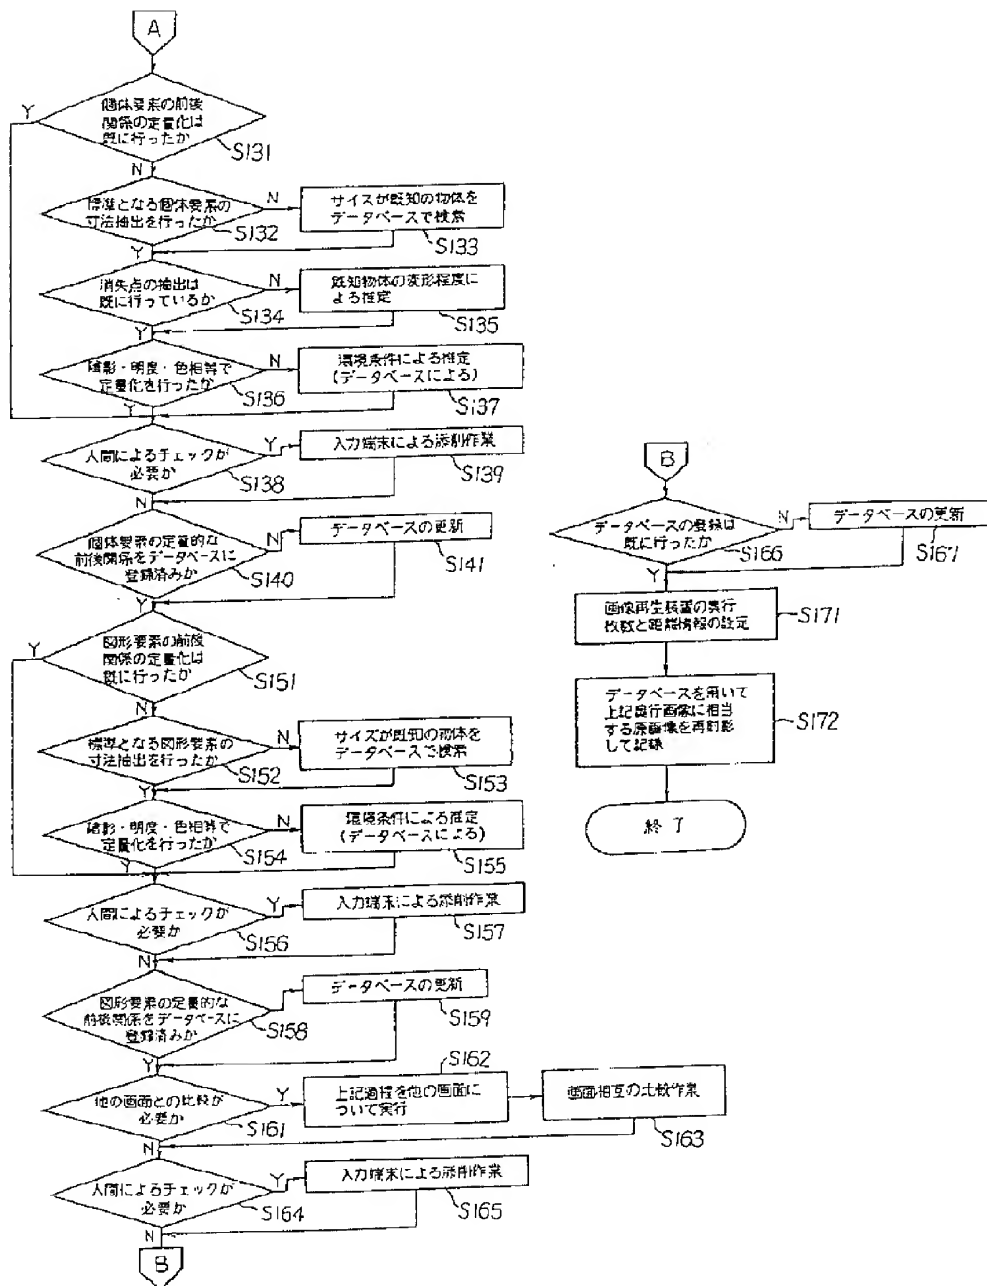 A
個体要素の前後
関係の定量化は
既に行ったか
Y
S131
N
標準となる個体要素の
寸法抽出を行ったか
N
S132
サイズが既知の物体を
データベースで検索
S133
Y
消失点の抽出は
既に行っているか
N
S134
既知物体の変形程度に
よる推定
S135
Y
陰影・明度・色相等で
定量化を行ったか
N
S136
環境条件による推定
(データベースによる)
S137
Y
人間によるチェックが
必要か
Y
S138
入力端末による添削作業
S139
N
個体要素の定量的な
前後関係をデータベースに
登録済みか
N
S140
データベースの更新
S141
Y
図形要素の前後
関係の定量化は
既に行ったか
Y
S151
N
標準となる図形要素の
寸法抽出を行ったか
N
S152
サイズが既知の物体を
データベースで検索
S153
Y
陰影・明度・色相等で
定量化を行ったか
N
S154
環境条件による推定
(データベースによる)
S155
Y
人間によるチェックが
必要か
Y
S156
入力端末による添削作業
S157
N
図形要素の定量的な
前後関係をデータベースに
登録済みか
S158
データベースの更新
S159
Y
他の画面との比較が
必要か
Y
S161
上記過程を他の画面に
ついて実行
S162
画面相互の比較作業
S163
N
人間によるチェックが
必要か
Y
S164
入力端末による添削作業
S165
N
B
B
データベースの登録は
既に行ったか
N
S166
データベースの更新
S167
Y
画像再生装置の奥行
枚数と距離情報の設定
S171
データベースを用いて
上記奥行画像に相当
する原画像を再撮影
して記録
S172
終了